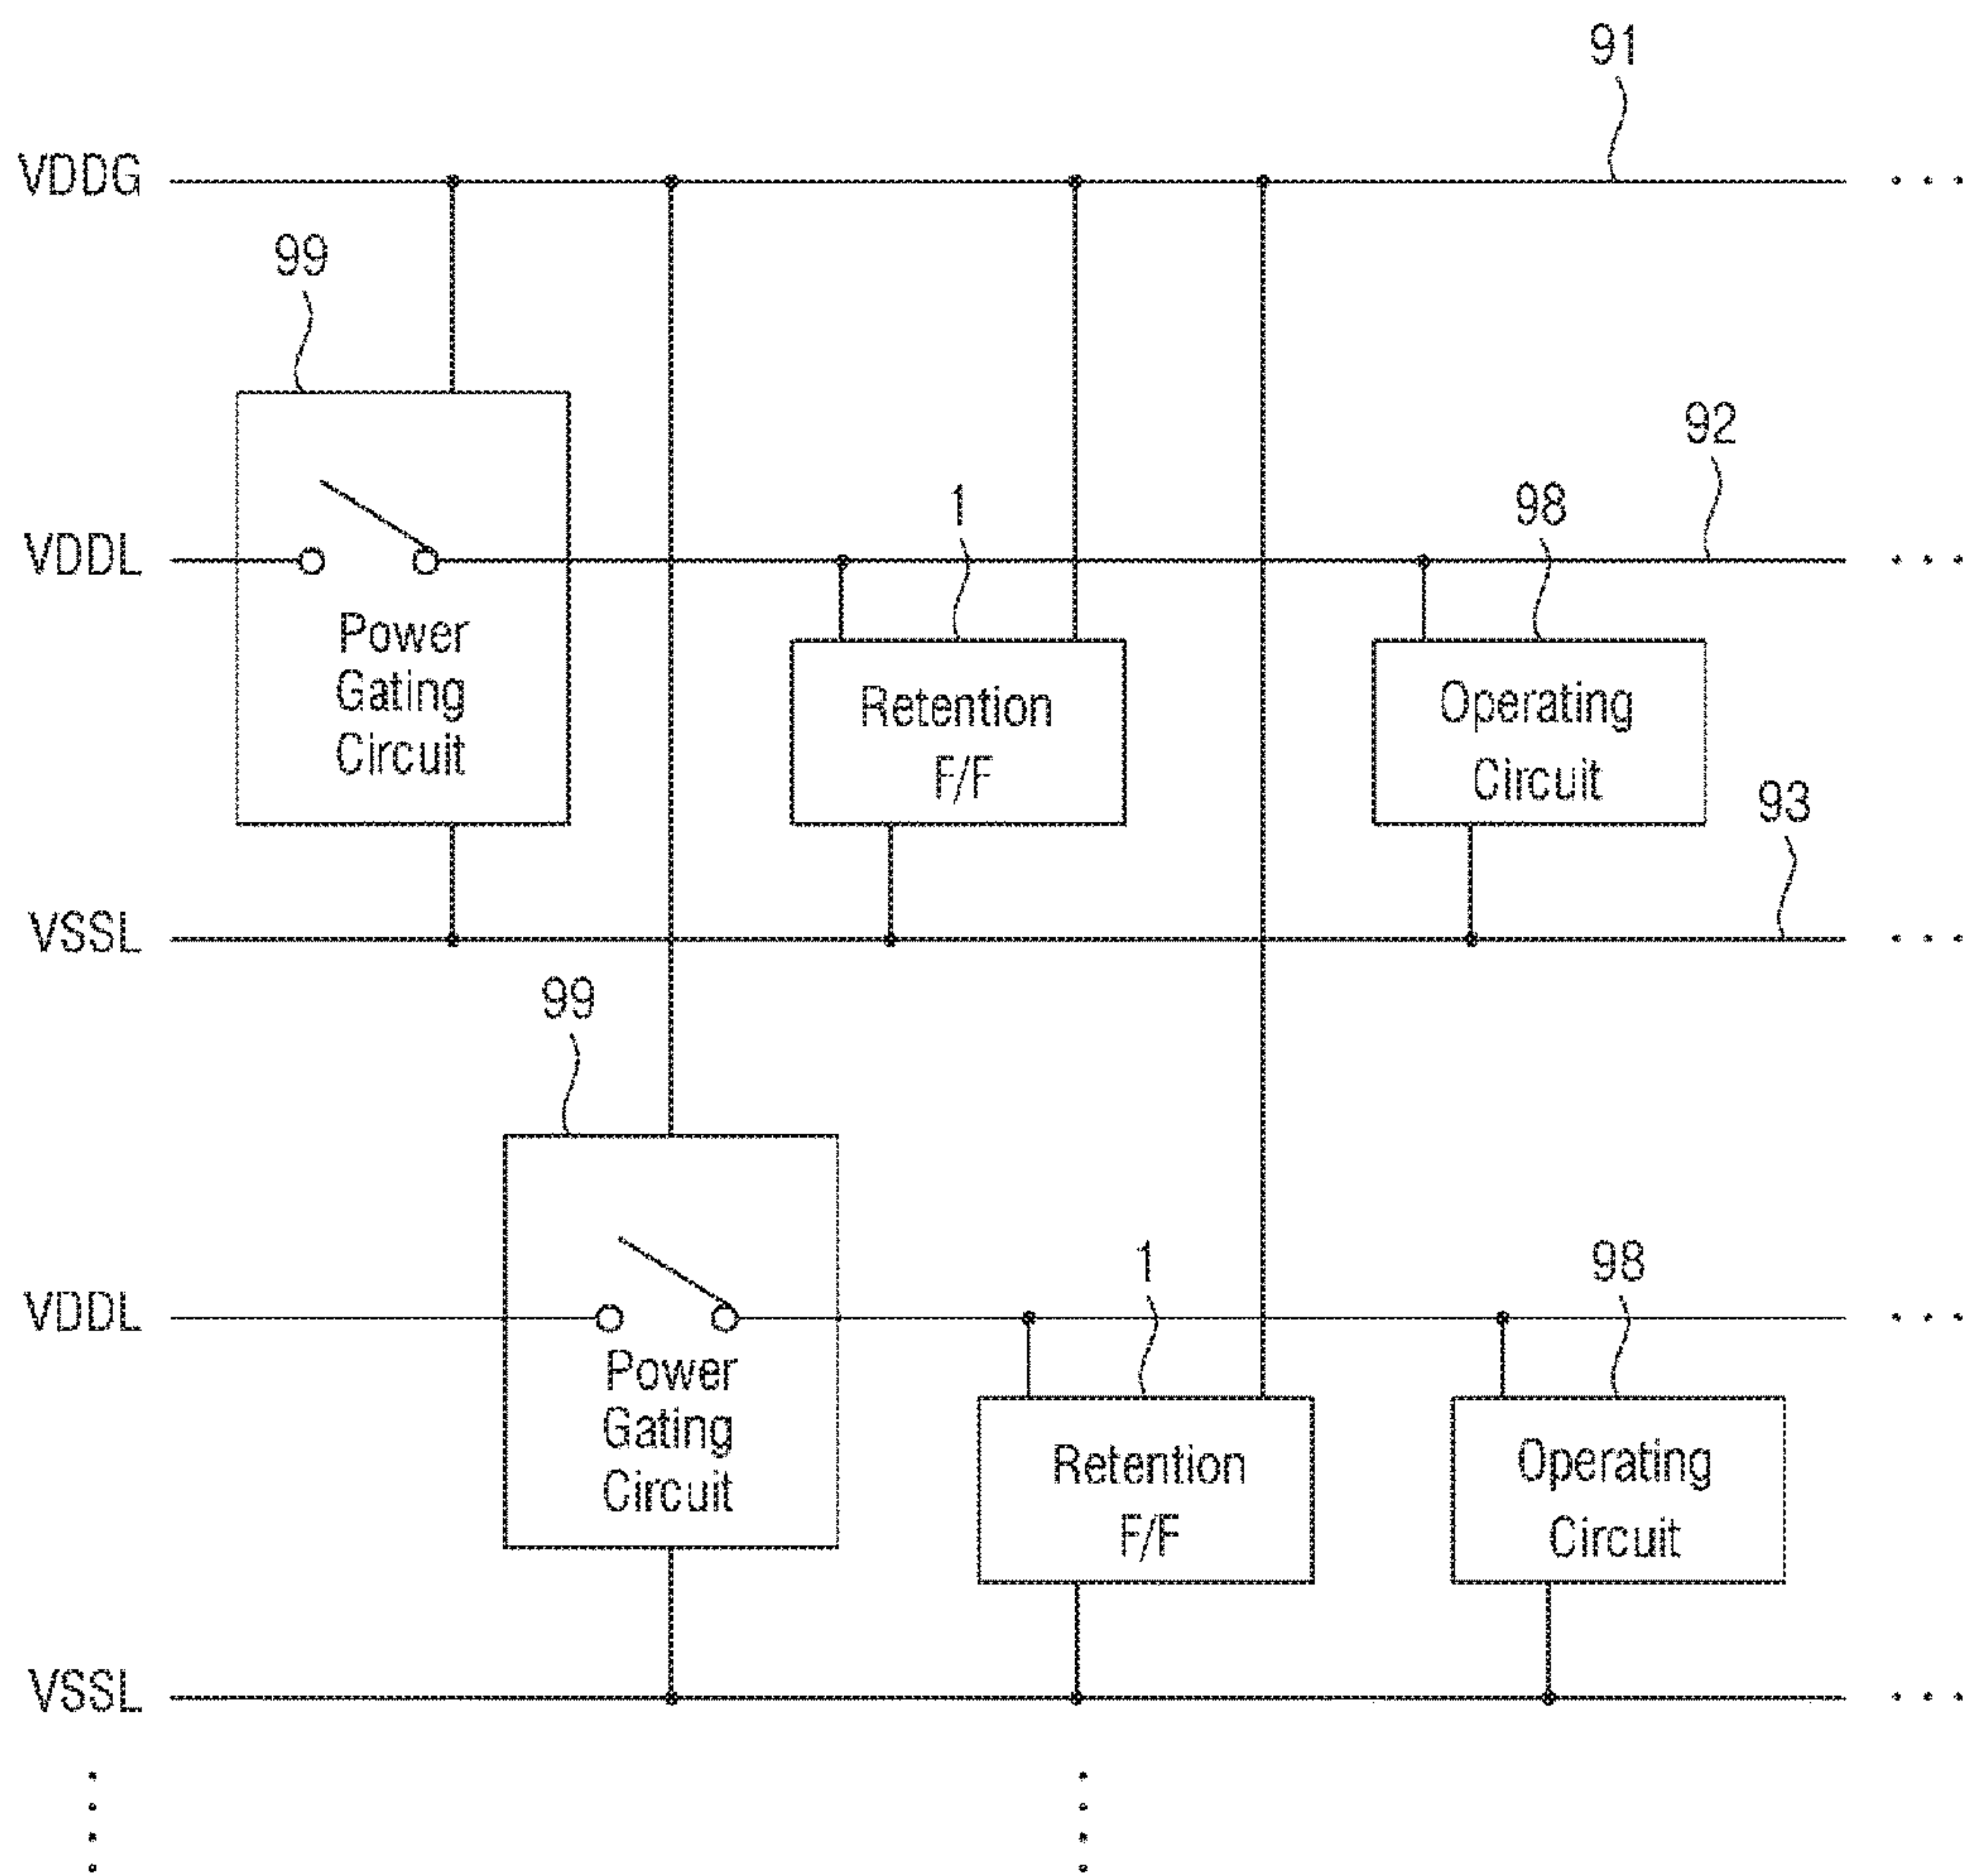 91
VDDG
99
92
1
98
VDDL
Power
Gating
Circuit
Retention
F/F
Operating
Circuit
93
VSSL
99
1
98
VDDL
Power
Gating
Circuit
Retention
F/F
Operating
Circuit
VSSL